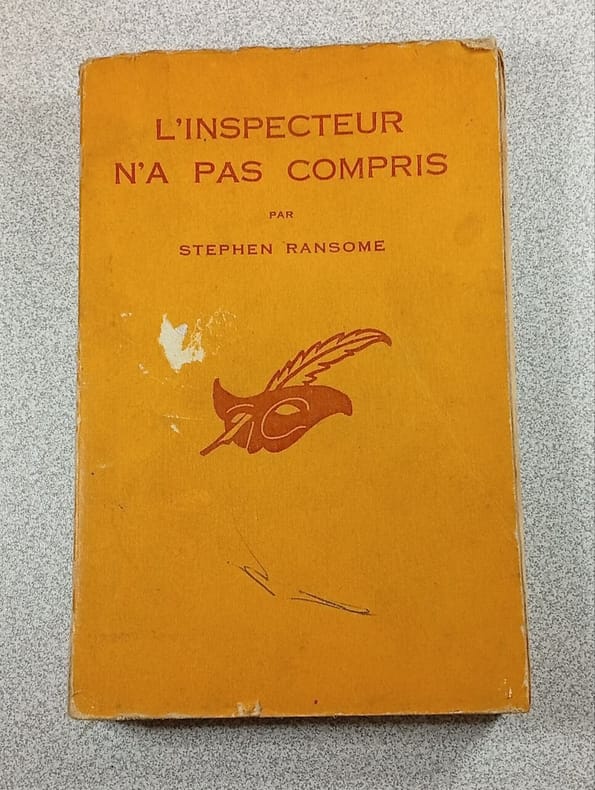 L'INSPECTEUR
N'A PAS COMPRIS
PAR
STEPHEN RANSOME